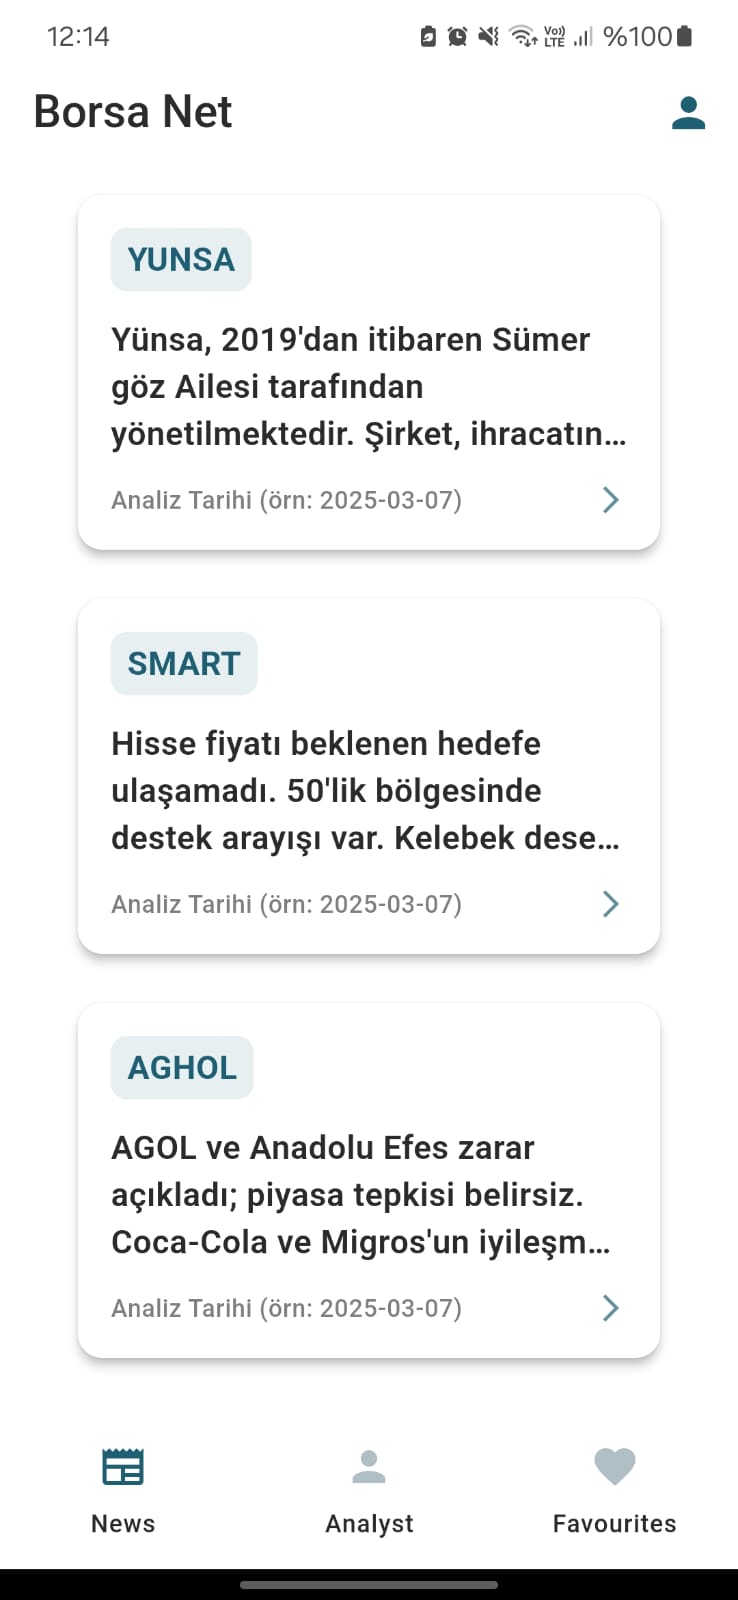 12:14
Vo)) LTE %100
Borsa Net
YUNSA
Yünsa, 2019'dan itibaren Sümer
göz Ailesi tarafından
yönetilmektedir. Şirket, ihracatın...
Analiz Tarihi (örn: 2025-03-07)
SMART
Hisse fiyatı beklenen hedefe
ulaşamadı. 50'lik bölgesinde
destek arayışı var. Kelebek dese...
Analiz Tarihi (örn: 2025-03-07)
AGHOL
AGOL ve Anadolu Efes zarar
açıkladı; piyasa tepkisi belirsiz.
Coca-Cola ve Migros'un iyileşm...
Analiz Tarihi (örn: 2025-03-07)
News
Analyst
Favourites